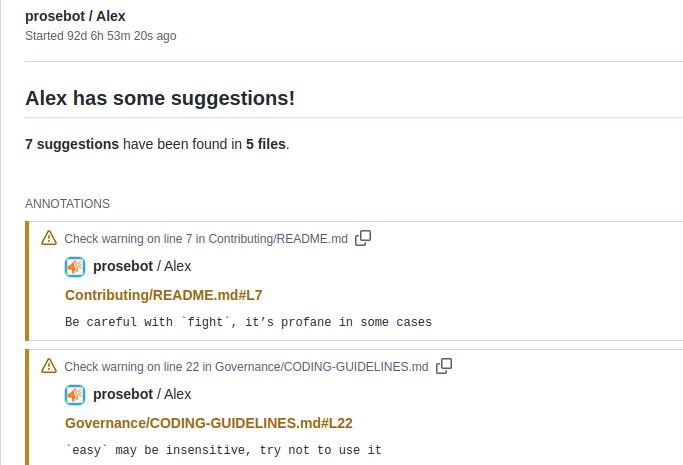 prosebot / Alex
Started 92d 6h 53m 20s ago
Alex has some suggestions!
7 suggestions have been found in 5 files.
ANNOTATIONS
Check warning on line 7 in Contributing/README.md
prosebot / Alex
Contributing/README.md#L7
Be careful with `fight`, it’s profane in some cases
Check warning on line 22 in Governance/CODING-GUIDELINES.md
prosebot / Alex
Governance/CODING-GUIDELINES.md#L22
`easy` may be insensitive, try not to use it